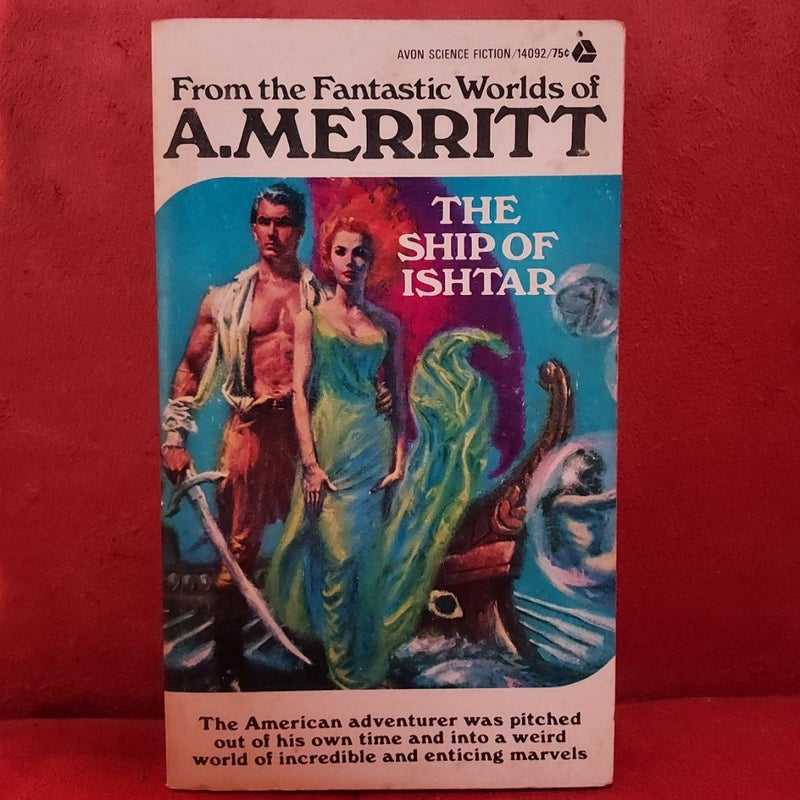 AVON SCIENCE FICTION/14092/75¢
From the Fantastic Worlds of
A.MERRITT
THE
SHIP OF
ISHTAR
The American adventurer was pitched
out of his own time and into a weird
world of incredible and enticing marvels